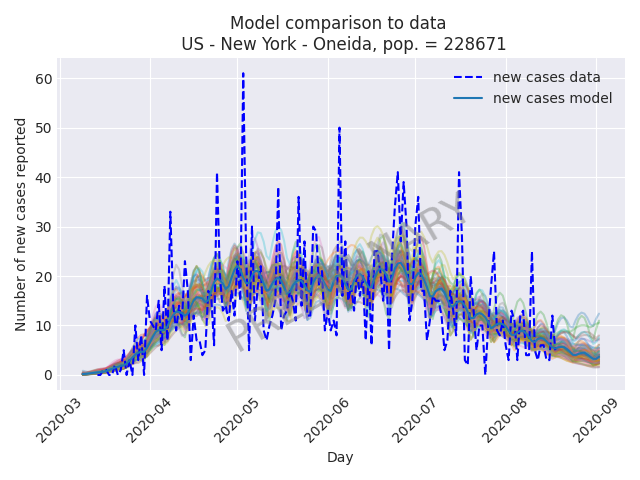 Model comparison to data
US - New York - Oneida, pop. = 228671
new cases data
new cases model
Number of new cases reported
60
50
40
30
20
10
0
PRELIMINARY
2020-03
2020-04
2020-05
2020-06
2020-07
2020-08
2020-09
Day